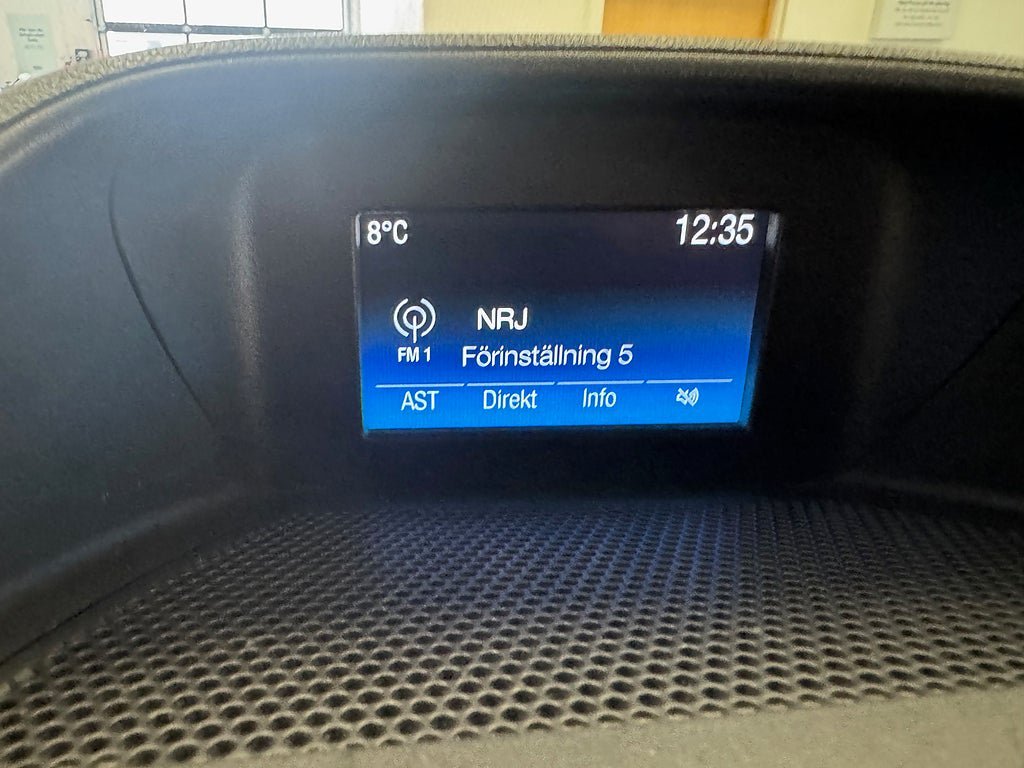 8°C 12:35
NRJ
FM 1 Förinställning 5
AST Direkt Info